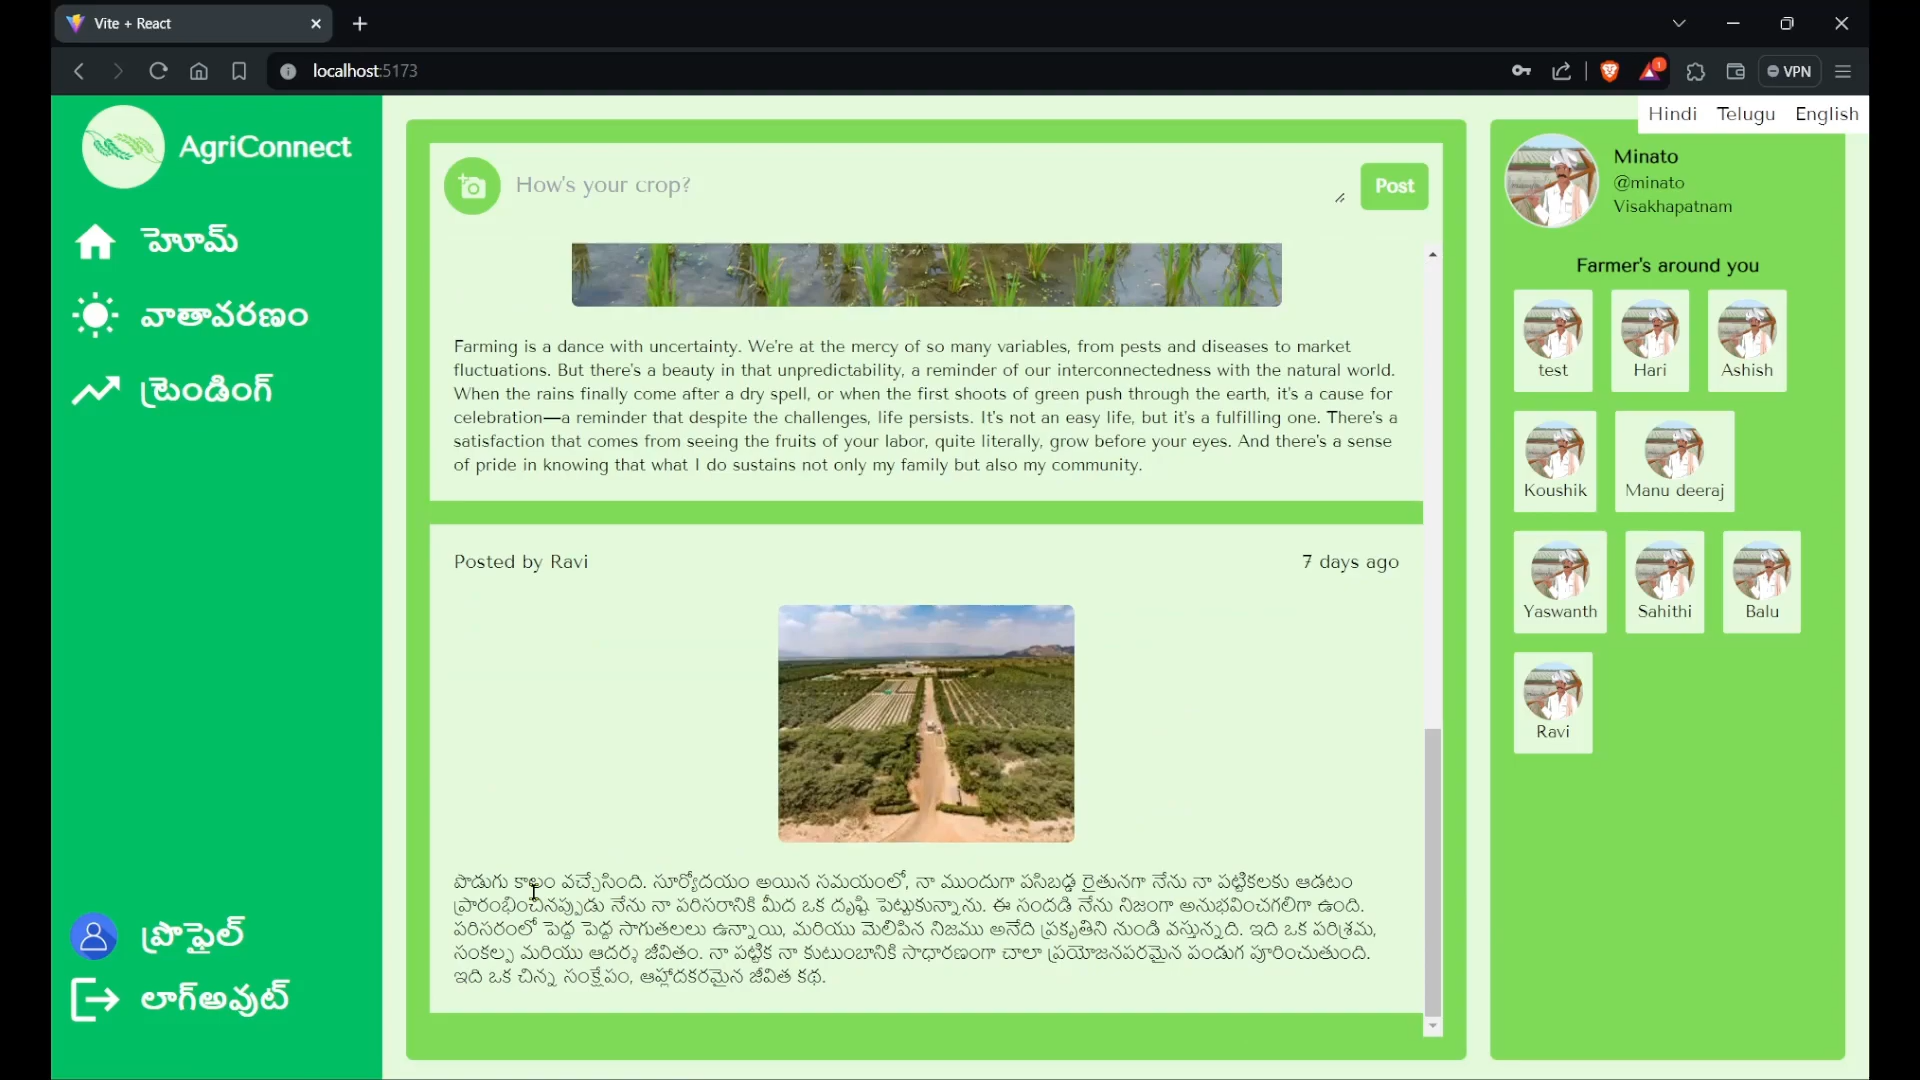 Vite + React
localhost:5173
VPN
1
Hindi Telugu English
AgriConnect
హెూమ్
వాతావరణం
ట్రెండింగ్
ప్రొఫైల్
లాగ్అవుట్
How's your crop?
Post
Farming is a dance with uncertainty. We're at the mercy of so many variables, from pests and diseases to market
fluctuations. But there's a beauty in that unpredictability, a reminder of our interconnectedness with the natural world.
When the rains finally come after a dry spell, or when the first shoots of green push through the earth, it's a cause for
celebration—a reminder that despite the challenges, life persists. It's not an easy life, but it's a fulfilling one. There's a
satisfaction that comes from seeing the fruits of your labor, quite literally, grow before your eyes. And there's a sense
of pride in knowing that what I do sustains not only my family but also my community.
Posted by Ravi
7 days ago
పొడుగు కాలం వచ్చేసింది. సూర్యోదయం అయిన సమయంలో, నా ముందుగా పసిబడ్డ రైతునగా నేను నా పట్టికలకు ఆడటం
ప్రారంభించినప్పుడు నేను నా పరిసరానికి మీద ఒక దృష్టి పెట్టుకున్నాను. ఈ సందడి నేను నిజంగా అనుభవించగలిగా ఉంది.
పరిసరంలో పెద్ద పెద్ద సాగుతలలు ఉన్నాయి, మరియు మెలిపిన నిజము అనేది ప్రకృతిని నుండి వస్తున్నది. ఇది ఒక పరిశ్రమ,
సంకల్ప మరియు ఆదర్శ జీవితం. నా పట్టిక నా కుటుంబానికి సాధారణంగా చాలా ప్రయోజనపరమైన పండుగ పూరించుతుంది.
ఇది ఒక చిన్న సంక్షేపం, ఆహ్లాదకరమైన జీవిత కథ.
Minato
@minato
Visakhapatnam
Farmer's around you
test
Hari
Ashish
Koushik
Manu deeraj
Yaswanth
Sahithi
Balu
Ravi